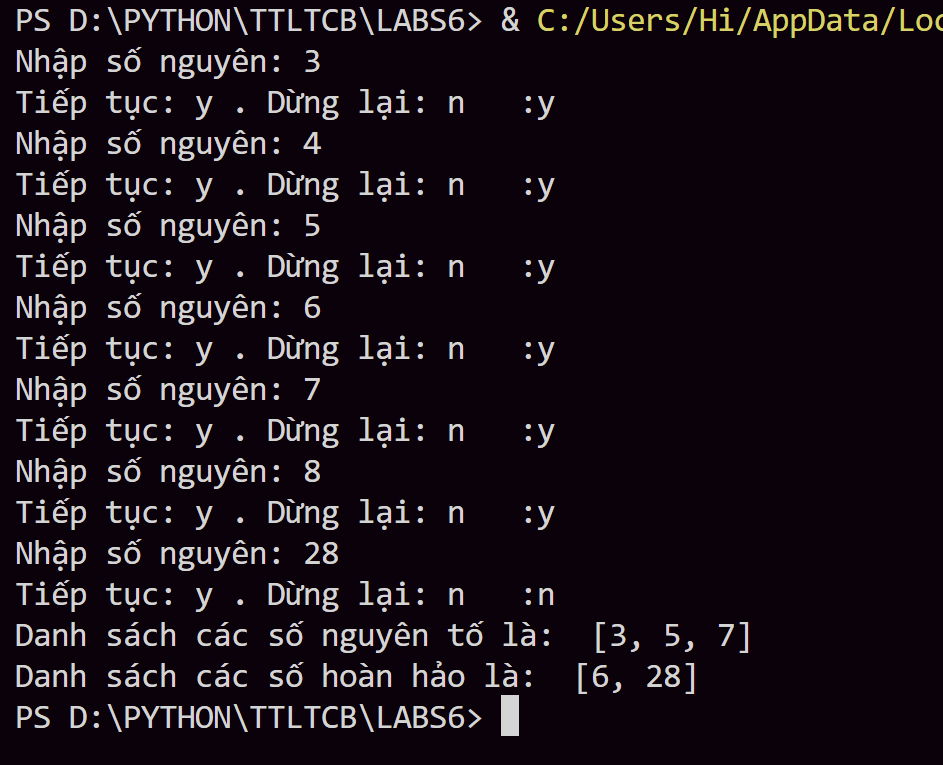 PS D:\PYTHON\TTLTCB\LABS6> & C:/Users/Hi/AppData/Loc
Nhập số nguyên: 3
Tiếp tục: y . Dừng lại: n   :y
Nhập số nguyên: 4
Tiếp tục: y . Dừng lại: n   :y
Nhập số nguyên: 5
Tiếp tục: y . Dừng lại: n   :y
Nhập số nguyên: 6
Tiếp tục: y . Dừng lại: n   :y
Nhập số nguyên: 7
Tiếp tục: y . Dừng lại: n   :y
Nhập số nguyên: 8
Tiếp tục: y . Dừng lại: n   :y
Nhập số nguyên: 28
Tiếp tục: y . Dừng lại: n   :n
Danh sách các số nguyên tố là:  [3, 5, 7]
Danh sách các số hoàn hảo là:  [6, 28]
PS D:\PYTHON\TTLTCB\LABS6>